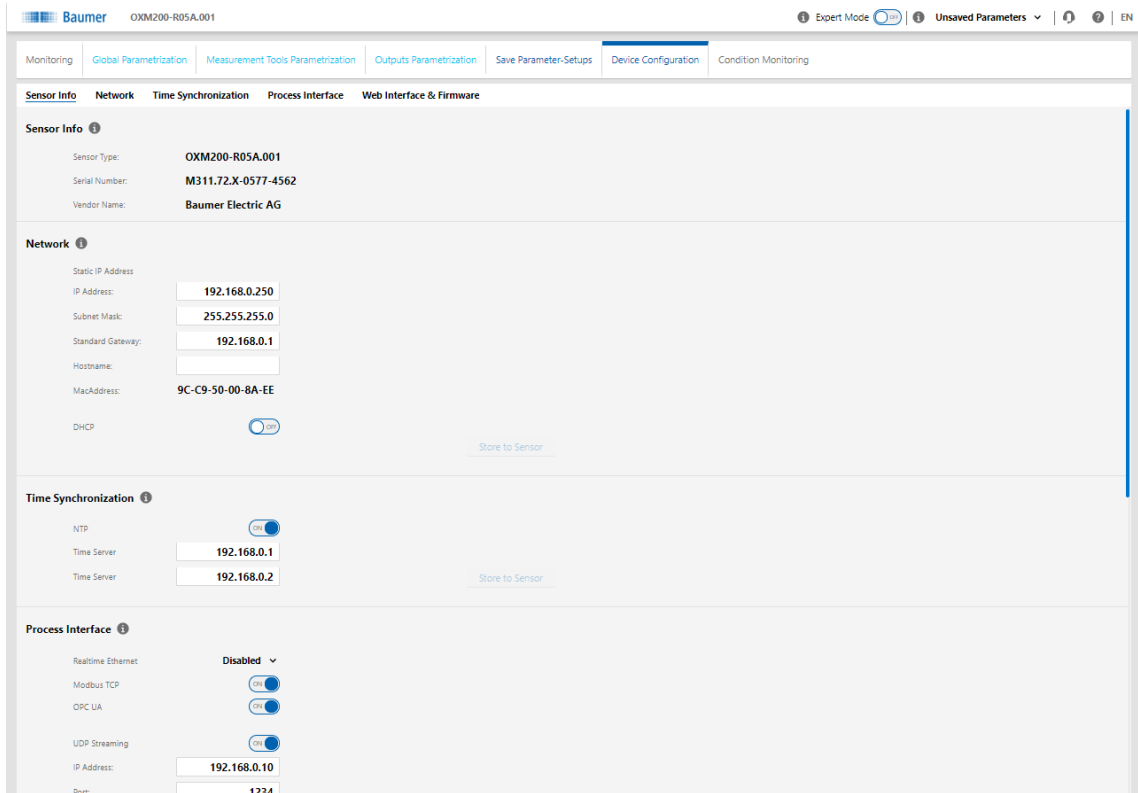 Baumer OXM200-R05A.001 Expert Mode OFF Unsaved Parameters EN
Monitoring Global Parametrization Measurement Tools Parametrization Outputs Parametrization Save Parameter-Setups Device Configuration Condition Monitoring
Sensor Info Network Time Synchronization Process Interface Web Interface & Firmware
Sensor Info
Sensor Type: OXM200-R05A.001
Serial Number: M311.72.X-0577-4562
Vendor Name: Baumer Electric AG
Network
Static IP Address
IP Address: 192.168.0.250
Subnet Mask: 255.255.255.0
Standard Gateway: 192.168.0.1
Hostname:
MacAddress: 9C-C9-50-00-8A-EE
DHCP OFF
Store to Sensor
Time Synchronization
NTP ON
Time Server 192.168.0.1
Time Server 192.168.0.2 Store to Sensor
Process Interface
Realtime Ethernet Disabled
Modbus TCP ON
OPC UA ON
UDP Streaming ON
IP Address: 192.168.0.10
Port: 1234